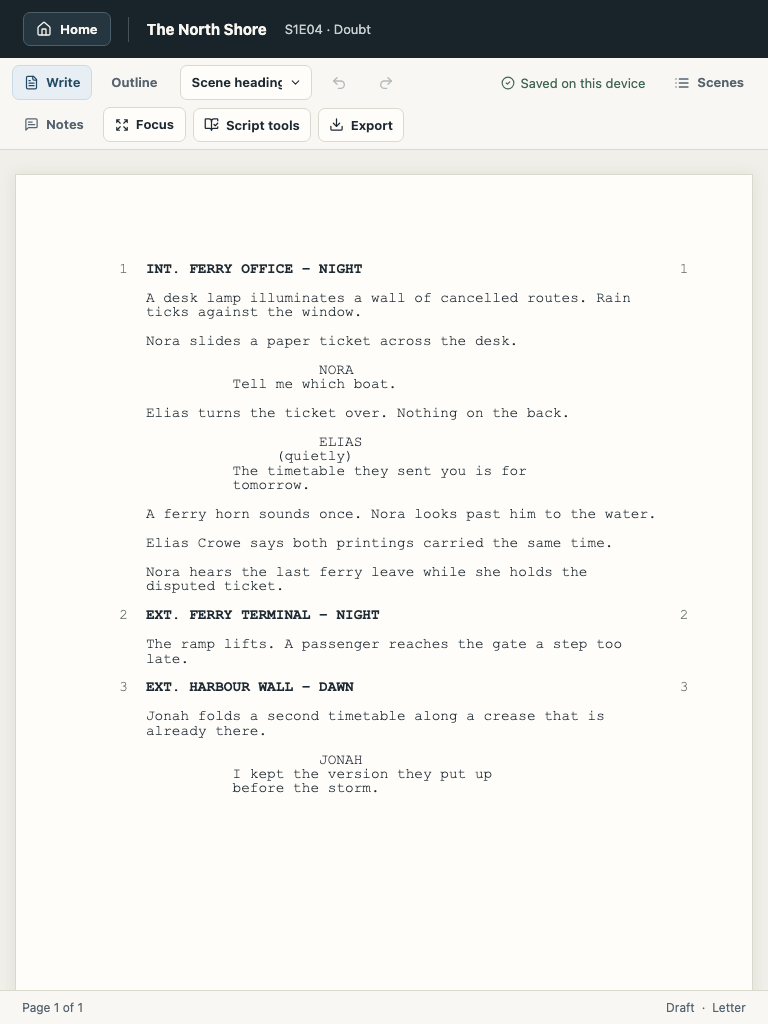 Home
The North Shore
S1E04 · Doubt
Write
Outline
Scene heading
Saved on this device
Scenes
Notes
Focus
Script tools
Export
1 INT. FERRY OFFICE – NIGHT 1
A desk lamp illuminates a wall of cancelled routes. Rain
ticks against the window.
Nora slides a paper ticket across the desk.
NORA
Tell me which boat.
Elias turns the ticket over. Nothing on the back.
ELIAS
(quietly)
The timetable they sent you is for
tomorrow.
A ferry horn sounds once. Nora looks past him to the water.
Elias Crowe says both printings carried the same time.
Nora hears the last ferry leave while she holds the
disputed ticket.
2 EXT. FERRY TERMINAL – NIGHT 2
The ramp lifts. A passenger reaches the gate a step too
late.
3 EXT. HARBOUR WALL – DAWN 3
Jonah folds a second timetable along a crease that is
already there.
JONAH
I kept the version they put up
before the storm.
Page 1 of 1
Draft · Letter